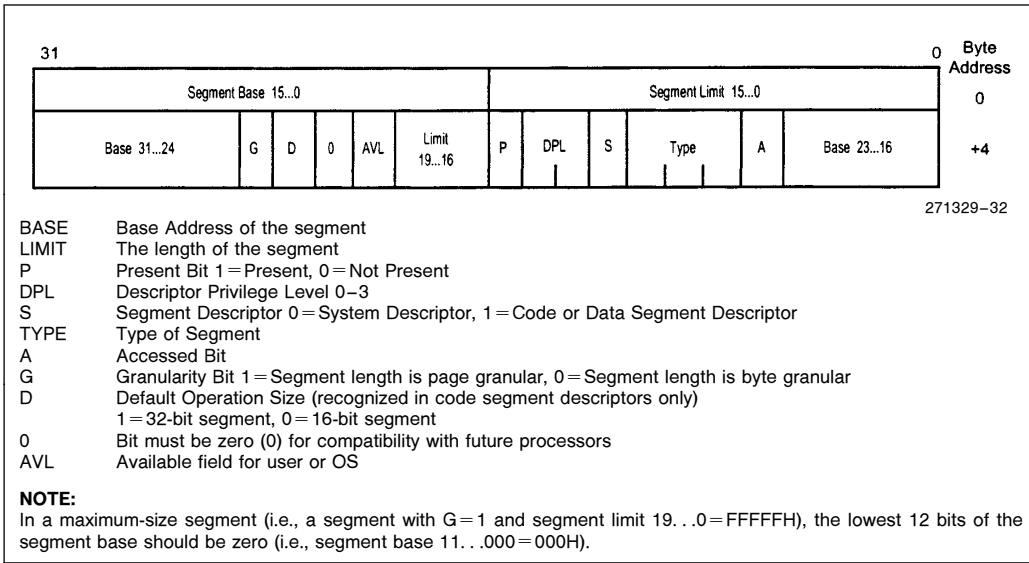 31 0 Byte Address
Segment Base 15...0 Segment Limit 15...0 0
Base 31...24 G D 0 AVL Limit 19...16 P DPL S Type A Base 23...16 +4
271329–32
BASE Base Address of the segment
LIMIT The length of the segment
P Present Bit 1=Present, 0=Not Present
DPL Descriptor Privilege Level 0–3
S Segment Descriptor 0=System Descriptor, 1=Code or Data Segment Descriptor
TYPE Type of Segment
A Accessed Bit
G Granularity Bit 1=Segment length is page granular, 0=Segment length is byte granular
D Default Operation Size (recognized in code segment descriptors only)
1=32-bit segment, 0=16-bit segment
0 Bit must be zero (0) for compatibility with future processors
AVL Available field for user or OS
NOTE:
In a maximum-size segment (i.e., a segment with G=1 and segment limit 19. . .0=FFFFFH), the lowest 12 bits of the
segment base should be zero (i.e., segment base 11. . .000=000H).